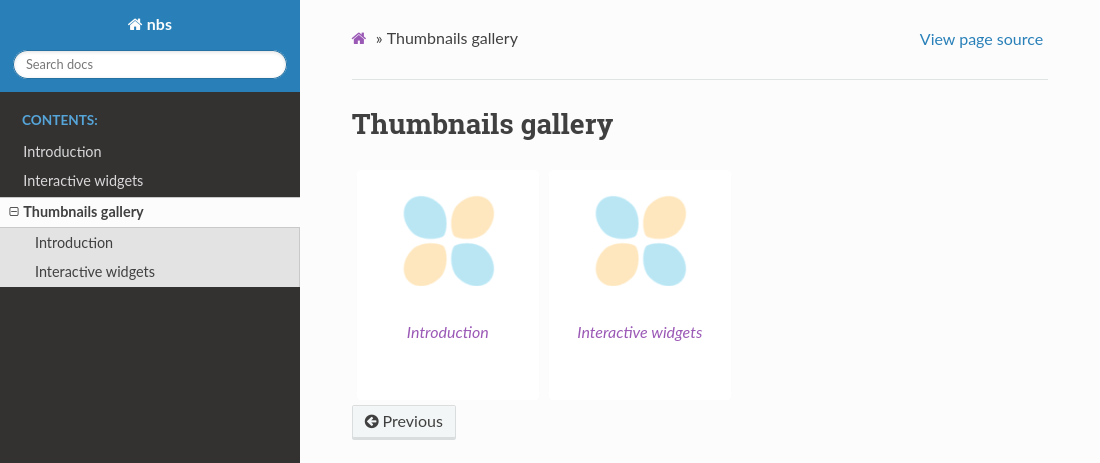 nbs
Search docs
CONTENTS:
Introduction
Interactive widgets
Thumbnails gallery
Introduction
Interactive widgets
» Thumbnails gallery
View page source
Thumbnails gallery
Introduction
Interactive widgets
Previous